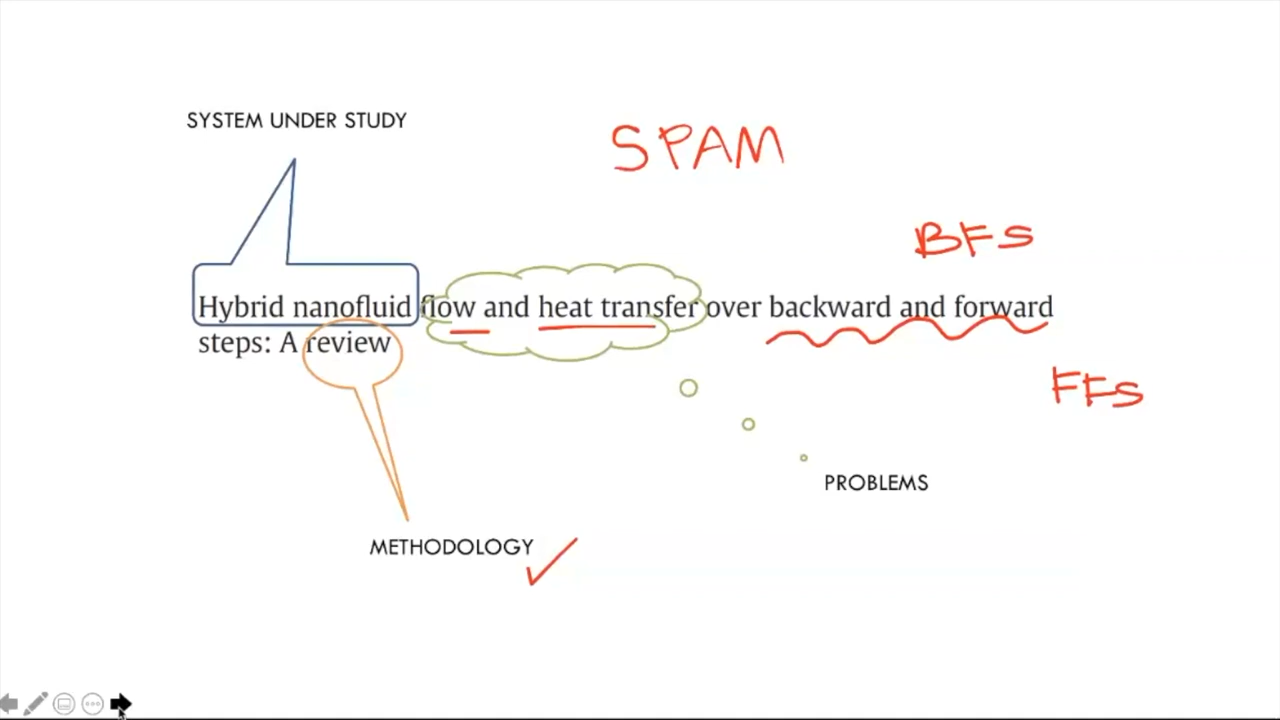 SYSTEM UNDER STUDY
SPAM
BFS
Hybrid nanofluid flow and heat transfer over backward and forward
steps: A review
FFS
PROBLEMS
METHODOLOGY